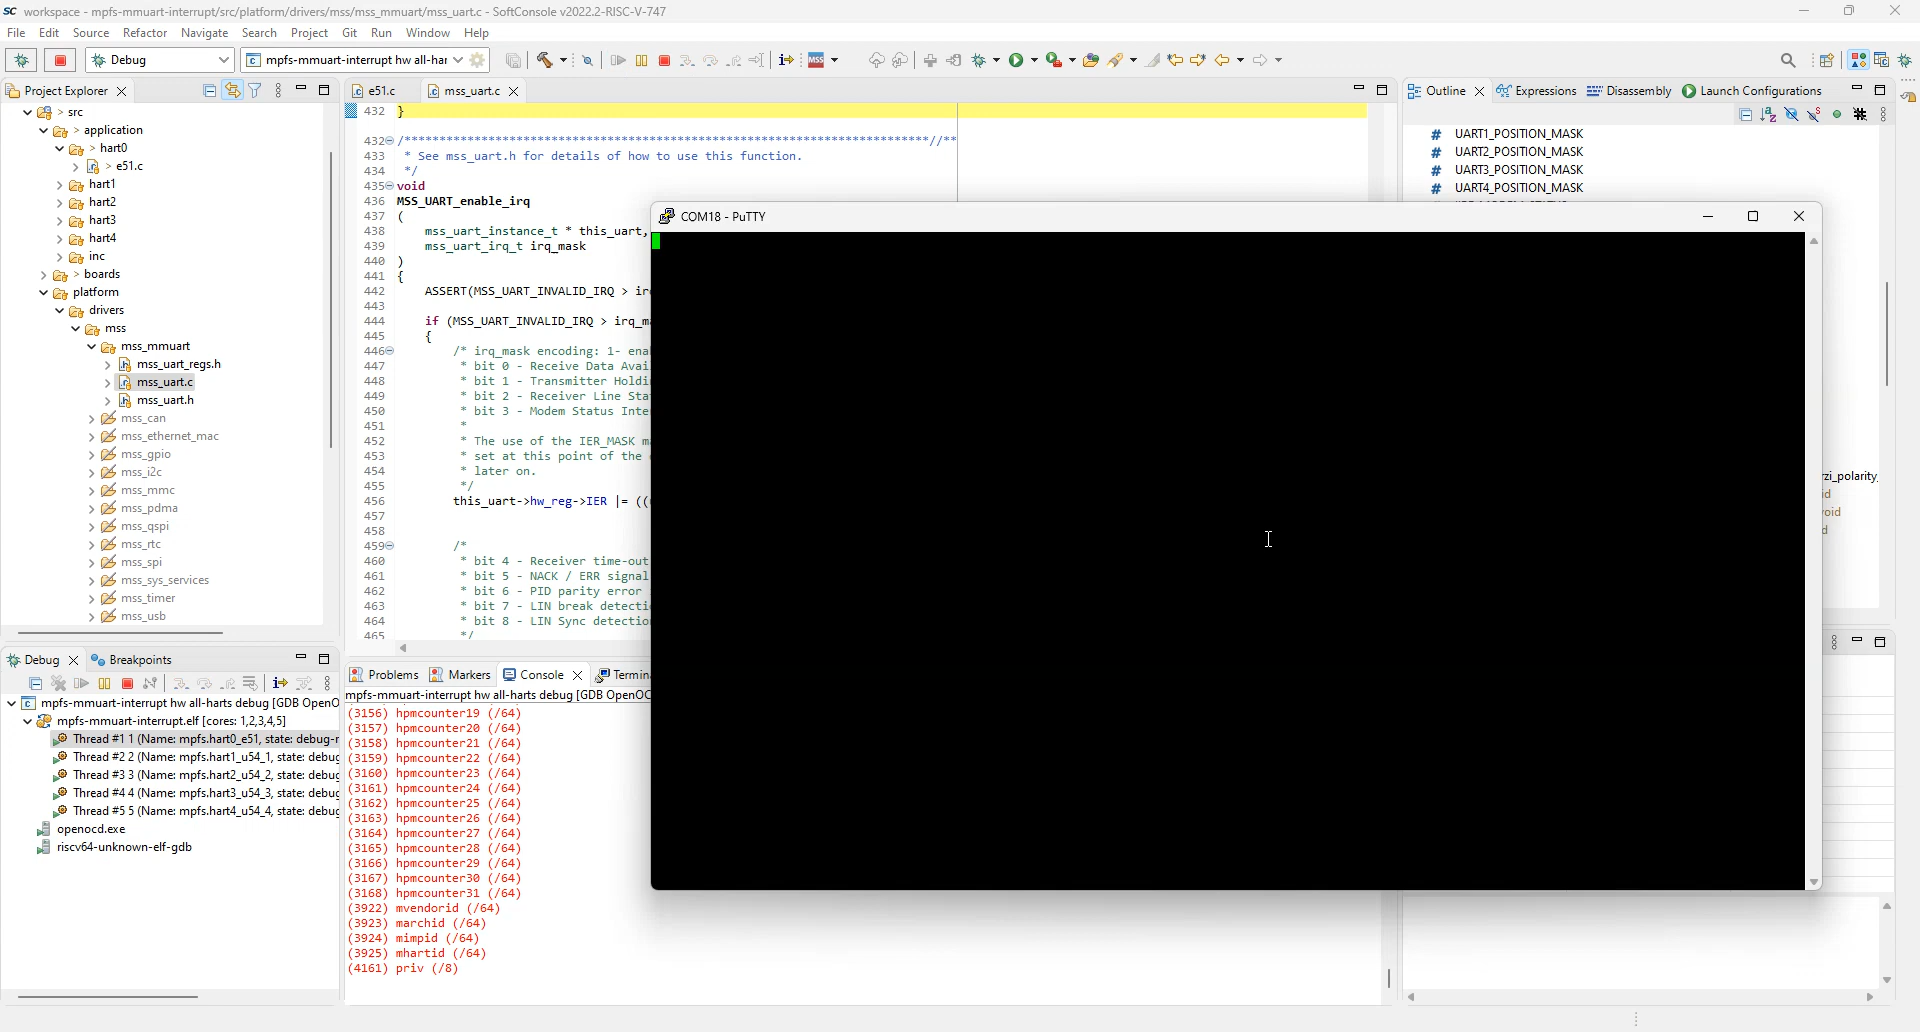 SC workspace - mpfs-mmuart-interrupt/src/platform/drivers/mss/mss_mmuart/mss_uart.c - SoftConsole v2022.2-RISC-V-747
File Edit Source Refactor Navigate Search Project Git Run Window Help
Debug mpfs-mmuart-interrupt hw all-har MSS
Project Explorer
> src
> application
> hart0
> e51.c
hart1
hart2
hart3
hart4
inc
> boards
platform
drivers
mss
mss_mmuart
mss_uart_regs.h
mss_uart.c
mss_uart.h
mss_can
mss_ethernet_mac
mss_gpio
mss_i2c
mss_mmc
mss_pdma
mss_qspi
mss_rtc
mss_spi
mss_sys_services
mss_timer
mss_usb
e51.c mss_uart.c
432 }
432 /***************************************************************************//**
433 * See mss_uart.h for details of how to use this function.
434 */
435 void
436 MSS_UART_enable_irq
437 (
438 mss_uart_instance_t * this_uart,
439 mss_uart_irq_t irq_mask
440 )
441 {
442 ASSERT(MSS_UART_INVALID_IRQ > ir
443
444 if (MSS_UART_INVALID_IRQ > irq_m
445 {
446 /* irq_mask encoding: 1- ena
447 * bit 0 - Receive Data Avai
448 * bit 1 - Transmitter Holdi
449 * bit 2 - Receiver Line Sta
450 * bit 3 - Modem Status Inte
451 *
452 * The use of the IER_MASK m
453 * set at this point of the
454 * later on.
455 */
456 this_uart->hw_reg->IER |= ((
457
458
459 /*
460 * bit 4 - Receiver time-out
461 * bit 5 - NACK / ERR signal
462 * bit 6 - PID parity error
463 * bit 7 - LIN break detecti
464 * bit 8 - LIN Sync detectio
465 */
Outline Expressions Disassembly Launch Configurations
# UART1_POSITION_MASK
# UART2_POSITION_MASK
# UART3_POSITION_MASK
# UART4_POSITION_MASK
zi_polarity
id
void
d
COM18 - PuTTY
Debug Breakpoints
mpfs-mmuart-interrupt hw all-harts debug [GDB OpenO
mpfs-mmuart-interrupt.elf [cores: 1,2,3,4,5]
Thread #1 1 (Name: mpfs.hart0_e51, state: debug-r
Thread #2 2 (Name: mpfs.hart1_u54_1, state: debug
Thread #3 3 (Name: mpfs.hart2_u54_2, state: debug
Thread #4 4 (Name: mpfs.hart3_u54_3, state: debug
Thread #5 5 (Name: mpfs.hart4_u54_4, state: debug
openocd.exe
riscv64-unknown-elf-gdb
Problems Markers Console Termina
mpfs-mmuart-interrupt hw all-harts debug [GDB OpenOC
(3156) hpmcounter19 (/64)
(3157) hpmcounter20 (/64)
(3158) hpmcounter21 (/64)
(3159) hpmcounter22 (/64)
(3160) hpmcounter23 (/64)
(3161) hpmcounter24 (/64)
(3162) hpmcounter25 (/64)
(3163) hpmcounter26 (/64)
(3164) hpmcounter27 (/64)
(3165) hpmcounter28 (/64)
(3166) hpmcounter29 (/64)
(3167) hpmcounter30 (/64)
(3168) hpmcounter31 (/64)
(3922) mvendorid (/64)
(3923) marchid (/64)
(3924) mimpid (/64)
(3925) mhartid (/64)
(4161) priv (/8)